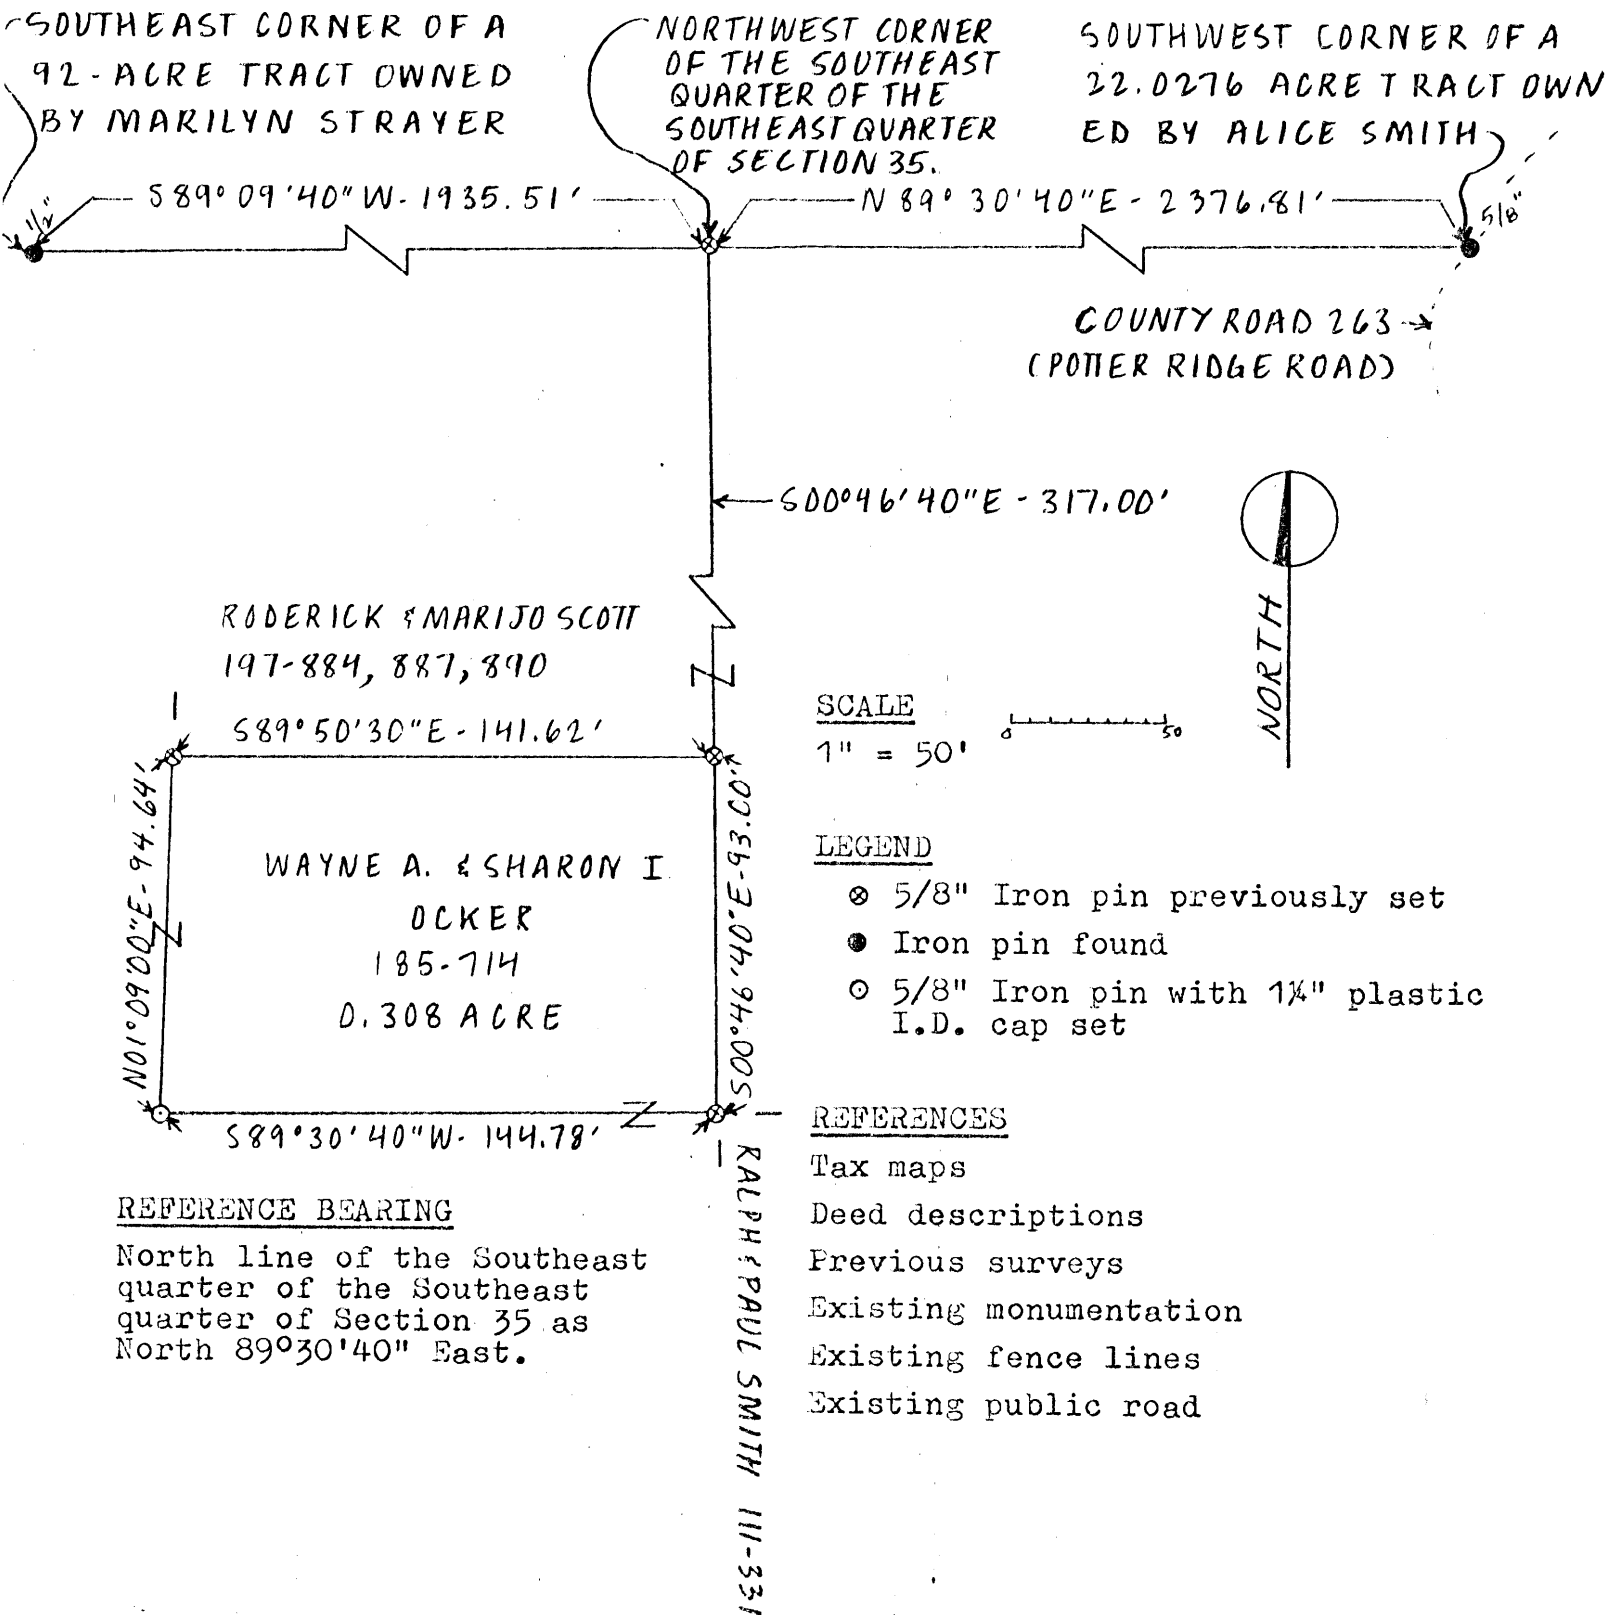 SOUTHEAST CORNER OF A
92-ACRE TRACT OWNED
BY MARILYN STRAYER
NORTHWEST CORNER
OF THE SOUTHEAST
QUARTER OF THE
SOUTHEAST QUARTER
OF SECTION 35.
SOUTHWEST CORNER OF A
22.0276 ACRE TRACT OWN
ED BY ALICE SMITH
S89°09'40"W-1935.51'
N89°30'40"E-2376.81'
1/2"
5/8"
COUNTY ROAD 263
(POTTER RIDGE ROAD)
S00°46'40"E-317.00'
NORTH
RODERICK & MARIJO SCOTT
197-884, 887, 890
S89°50'30"E-141.62'
SCALE
1" = 50'
0 50
N01°09'00"E-94.64'
WAYNE A. & SHARON I.
OCKER
185-714
0.308 ACRE
S00°46'40"E-93.00'
S89°30'40"W-144.78'
LEGEND
5/8" Iron pin previously set
Iron pin found
5/8" Iron pin with 1¼" plastic
I.D. cap set
REFERENCE BEARING
North line of the Southeast
quarter of the Southeast
quarter of Section 35 as
North 89°30'40" East.
RALPH & PAUL SMITH 111-331
REFERENCES
Tax maps
Deed descriptions
Previous surveys
Existing monumentation
Existing fence lines
Existing public road